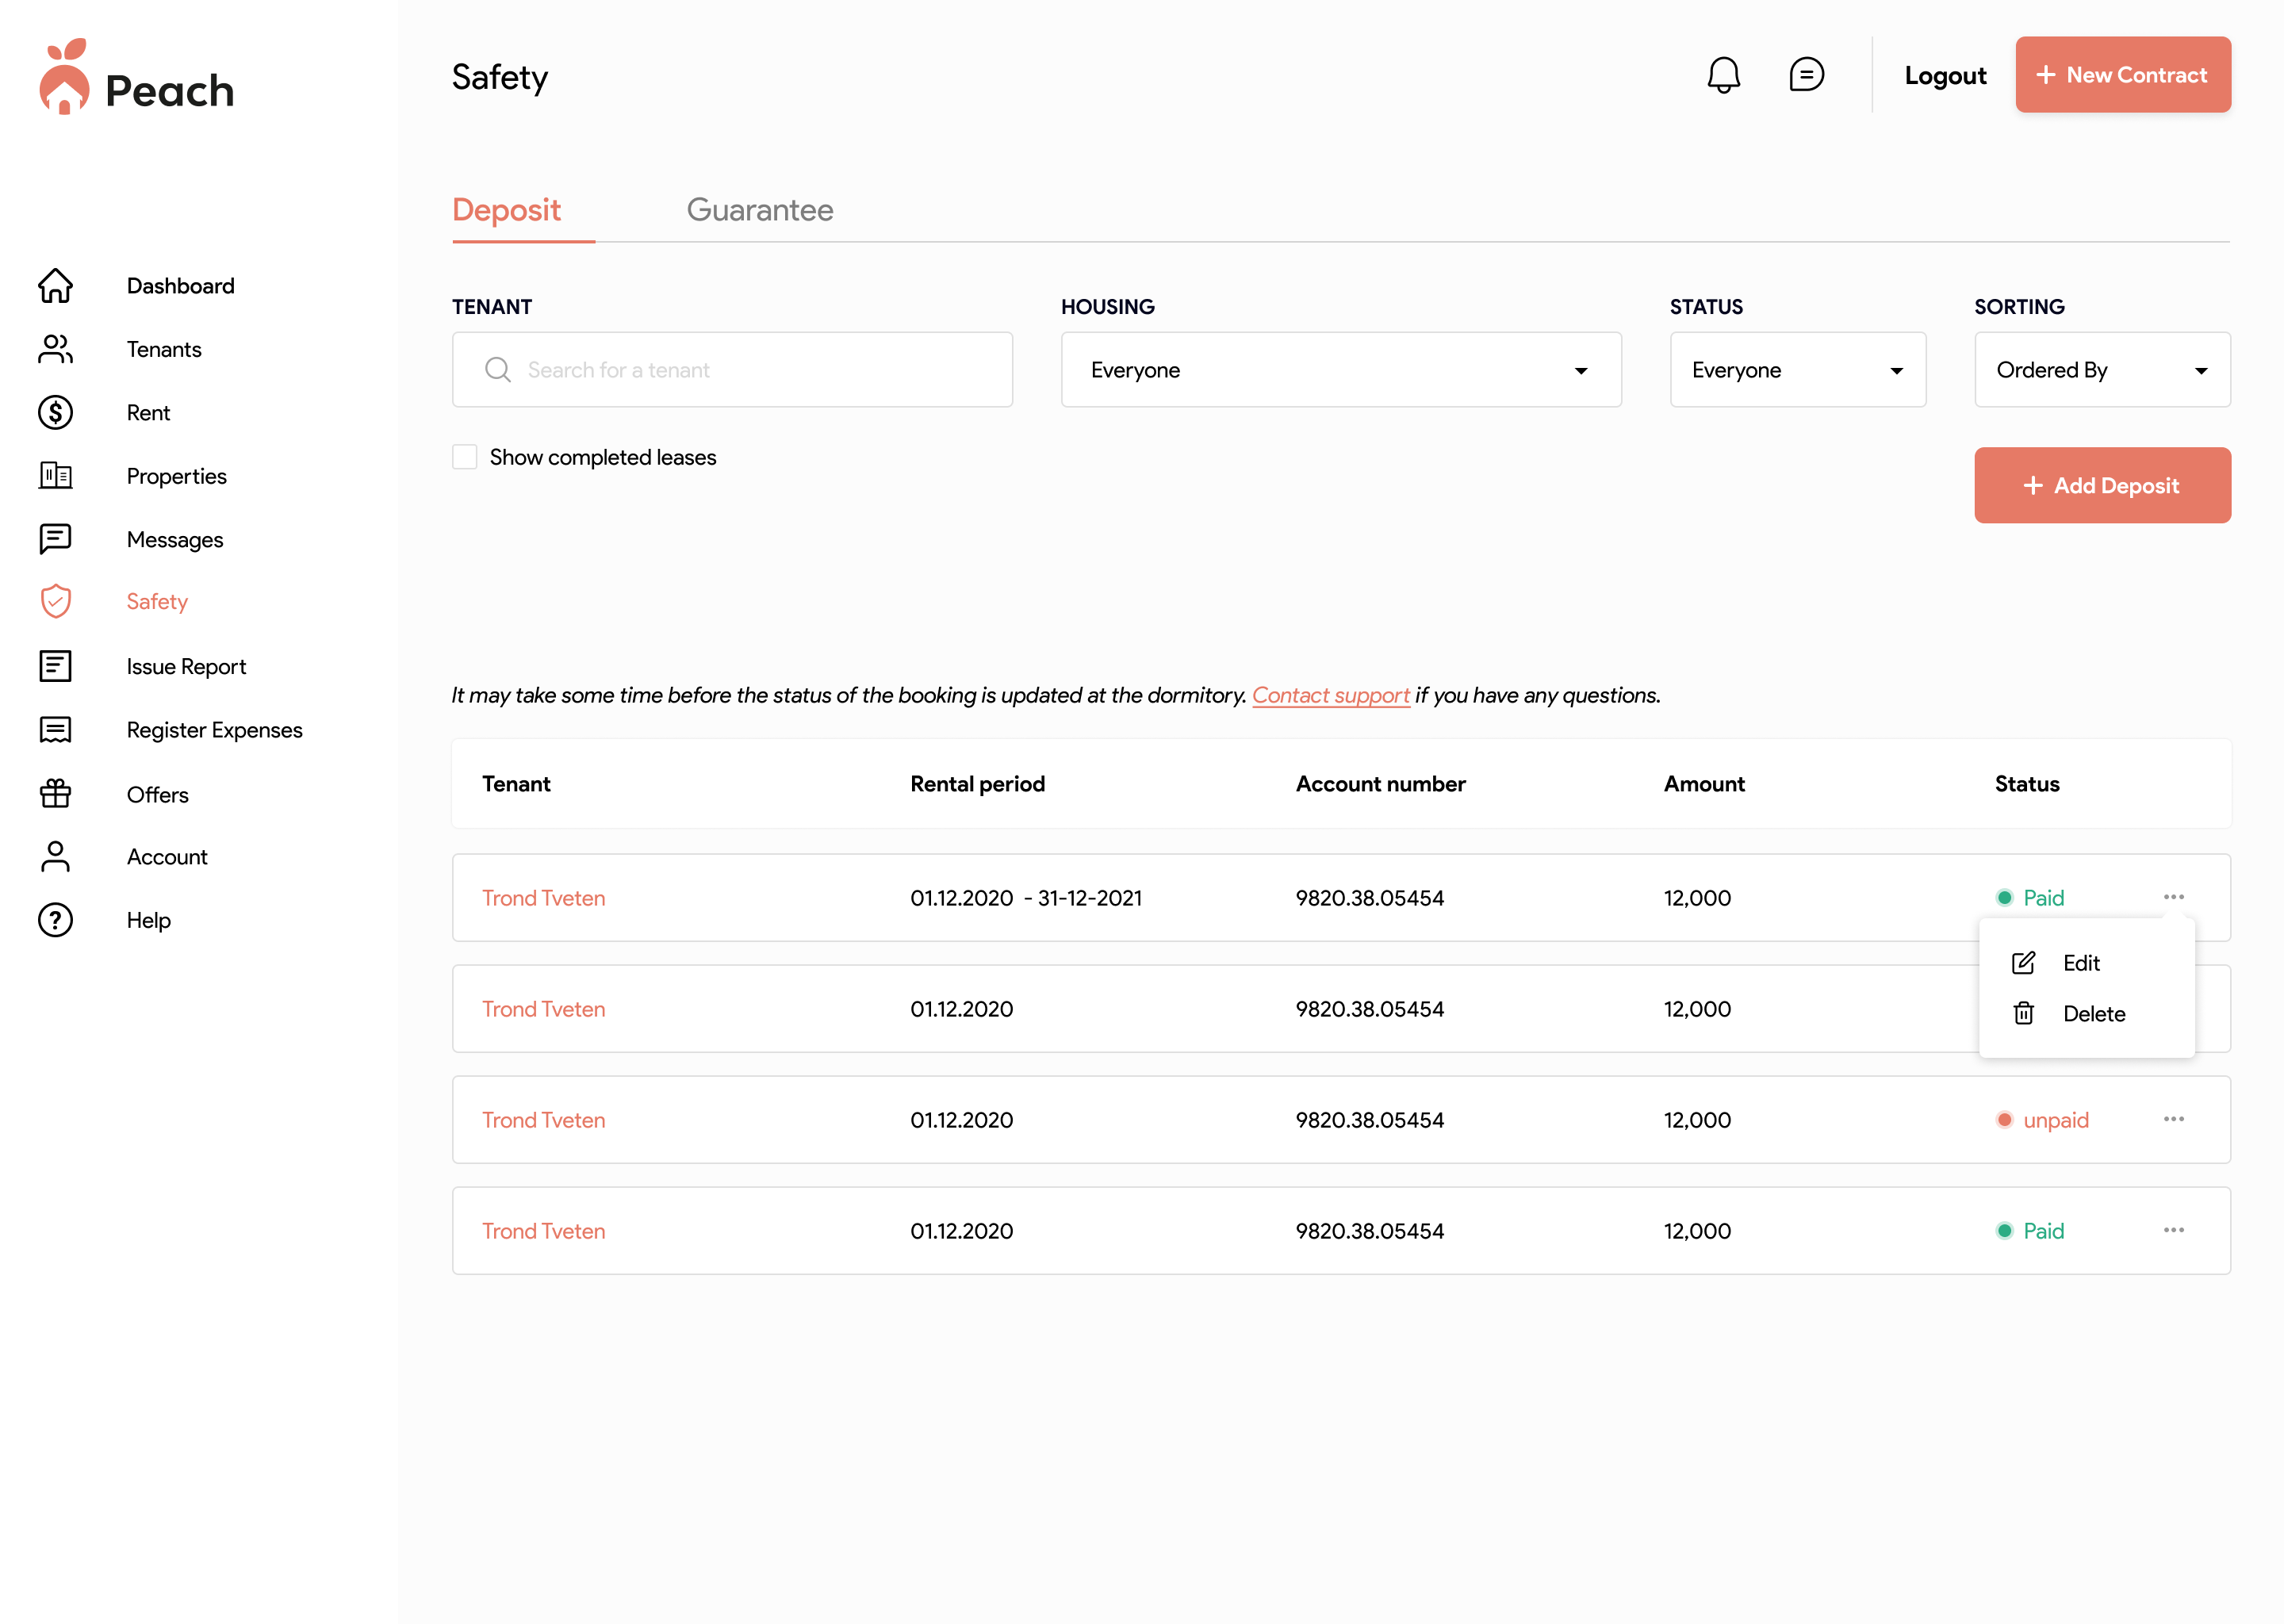 Peach
Safety
Logout
+ New Contract
Deposit
Guarantee
Dashboard
Tenants
Rent
Properties
Messages
Safety
Issue Report
Register Expenses
Offers
Account
Help
TENANT
HOUSING
STATUS
SORTING
Search for a tenant
Everyone
Everyone
Ordered By
Show completed leases
+ Add Deposit
It may take some time before the status of the booking is updated at the dormitory. Contact support if you have any questions.
Tenant Rental period Account number Amount Status
Trond Tveten 01.12.2020 - 31-12-2021 9820.38.05454 12,000 Paid
Edit
Delete
Trond Tveten 01.12.2020 9820.38.05454 12,000
Trond Tveten 01.12.2020 9820.38.05454 12,000 unpaid
Trond Tveten 01.12.2020 9820.38.05454 12,000 Paid